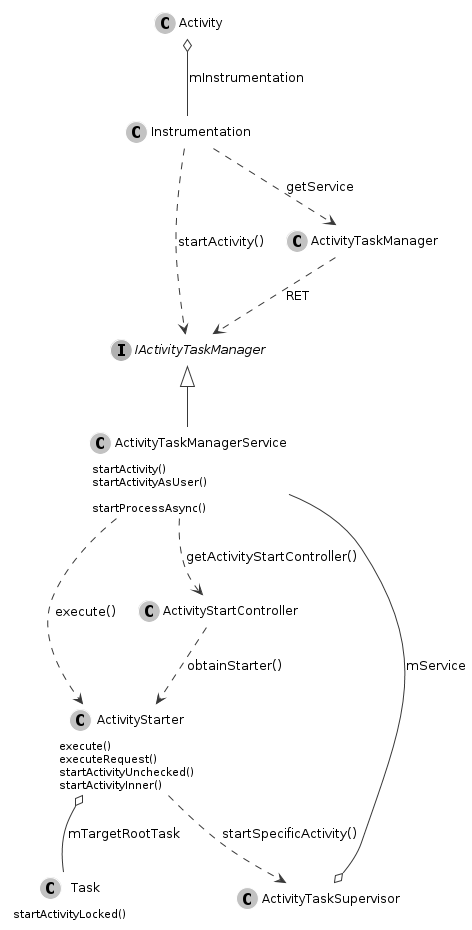 C Activity
mInstrumentation
C Instrumentation
getService
startActivity()
C ActivityTaskManager
RET
I IActivityTaskManager
C ActivityTaskManagerService
startActivity()
startActivityAsUser()
startProcessAsync()
getActivityStartController()
execute()
C ActivityStartController
obtainStarter()
mService
C ActivityStarter
execute()
executeRequest()
startActivityUnchecked()
startActivityInner()
mTargetRootTask
startSpecificActivity()
C Task
startActivityLocked()
C ActivityTaskSupervisor